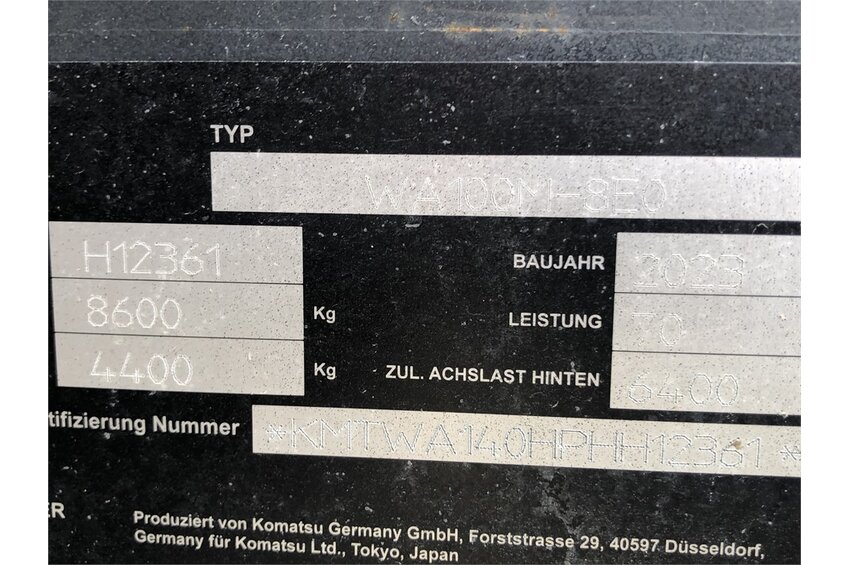 TYP
WA100M-8E0
H12361
BAUJAHR 2023
8600 Kg
LEISTUNG 70
4400 Kg
ZUL. ACHSLAST HINTEN 6400
tifizierung Nummer *KMTWA140HPHH12361*
ER
Produziert von Komatsu Germany GmbH, Forststrasse 29, 40597 Düsseldorf,
Germany für Komatsu Ltd., Tokyo, Japan